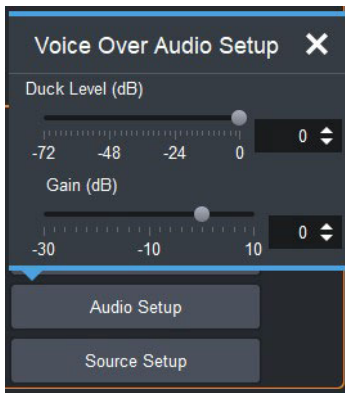 Voice Over Audio Setup
Duck Level (dB)
0
-72 -48 -24 0
Gain (dB)
0
-30 -10 10
Audio Setup
Source Setup